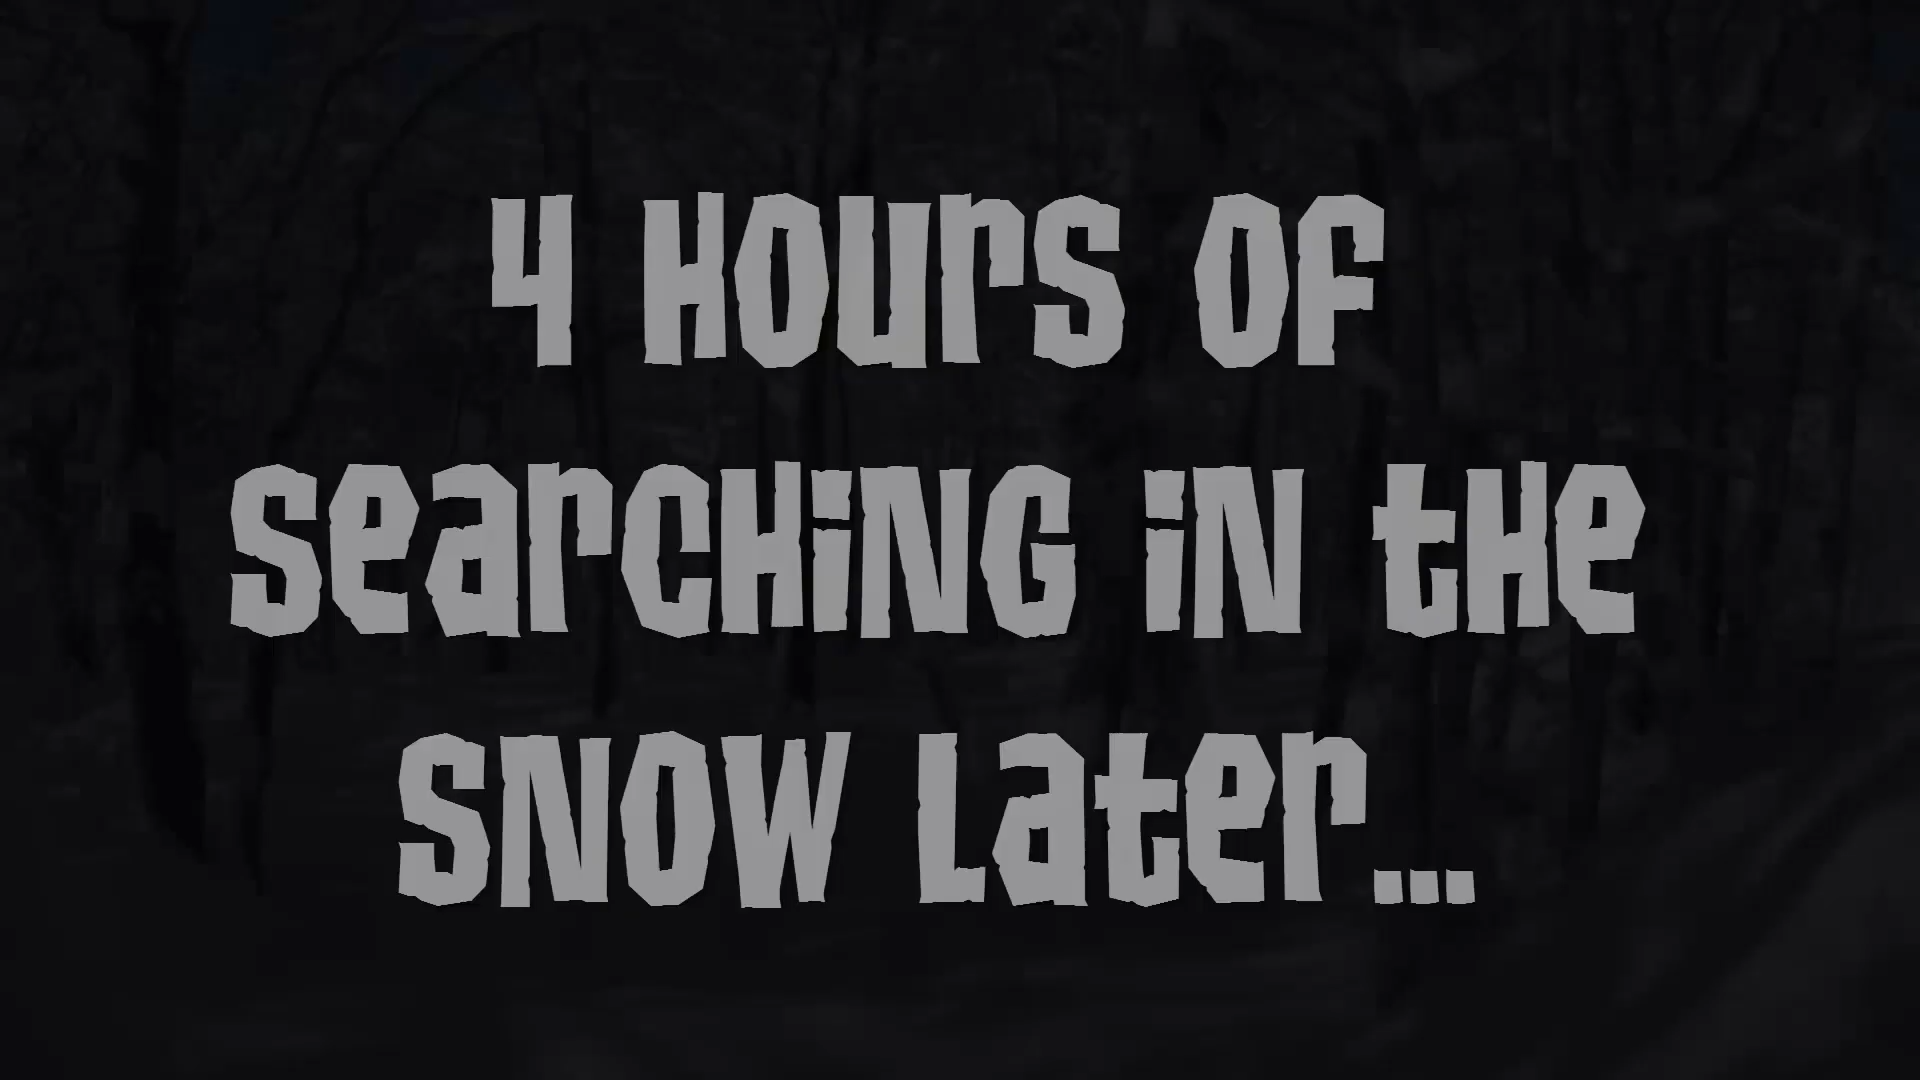 4 Hours of
searching in the
snow Later...